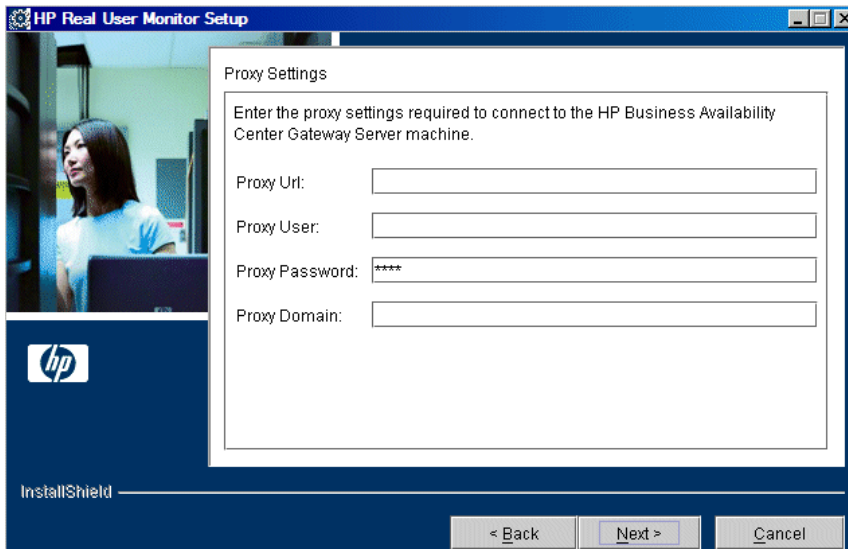 HP Real User Monitor Setup
Proxy Settings
Enter the proxy settings required to connect to the HP Business Availability
Center Gateway Server machine.
Proxy Url:
Proxy User:
Proxy Password: ****
Proxy Domain:
hp
InstallShield
< Back Next > Cancel